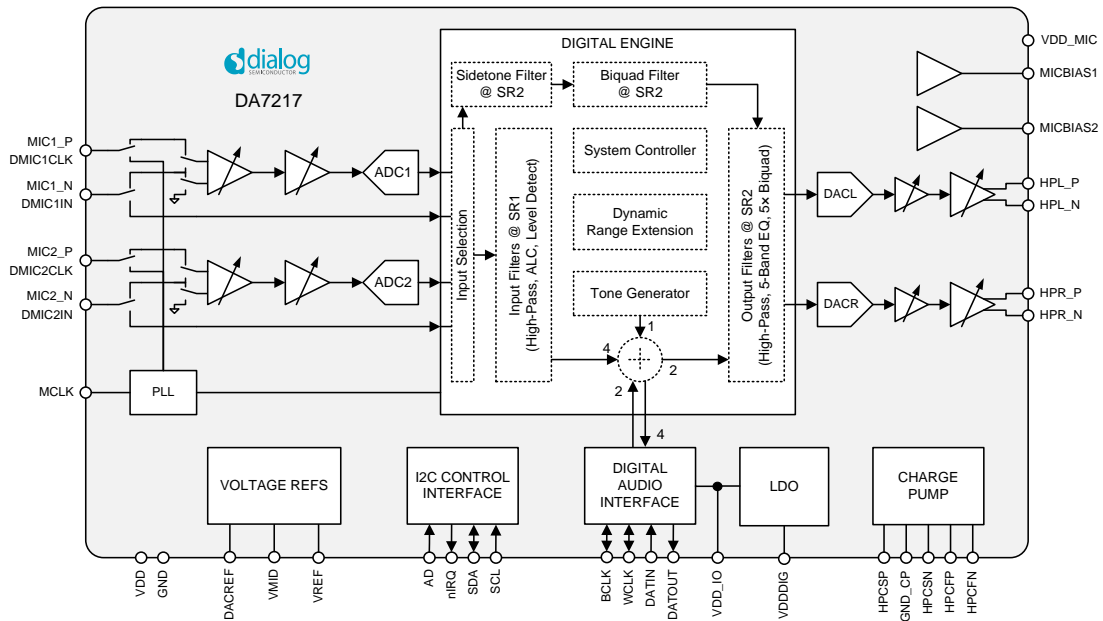 dialog
SEMICONDUCTOR
DA7217
DIGITAL ENGINE
Sidetone Filter
@ SR2
Biquad Filter
@ SR2
System Controller
Dynamic
Range Extension
Tone Generator
Input Selection
Input Filters @ SR1
(High-Pass, ALC, Level Detect)
Output Filters @ SR2
(High-Pass, 5-Band EQ, 5x Biquad)
1
4
2
2
4
MIC1_P
DMIC1CLK
MIC1_N
DMIC1IN
MIC2_P
DMIC2CLK
MIC2_N
DMIC2IN
MCLK
ADC1
ADC2
PLL
DACL
DACR
VDD_MIC
MICBIAS1
MICBIAS2
HPL_P
HPL_N
HPR_P
HPR_N
VOLTAGE REFS
I2C CONTROL
INTERFACE
DIGITAL
AUDIO
INTERFACE
LDO
CHARGE
PUMP
VDD
GND
DACREF
VMID
VREF
AD
nIRQ
SDA
SCL
BCLK
WCLK
DATIN
DATOUT
VDD_IO
VDDDIG
HPCSP
GND_CP
HPCSN
HPCFP
HPCFN